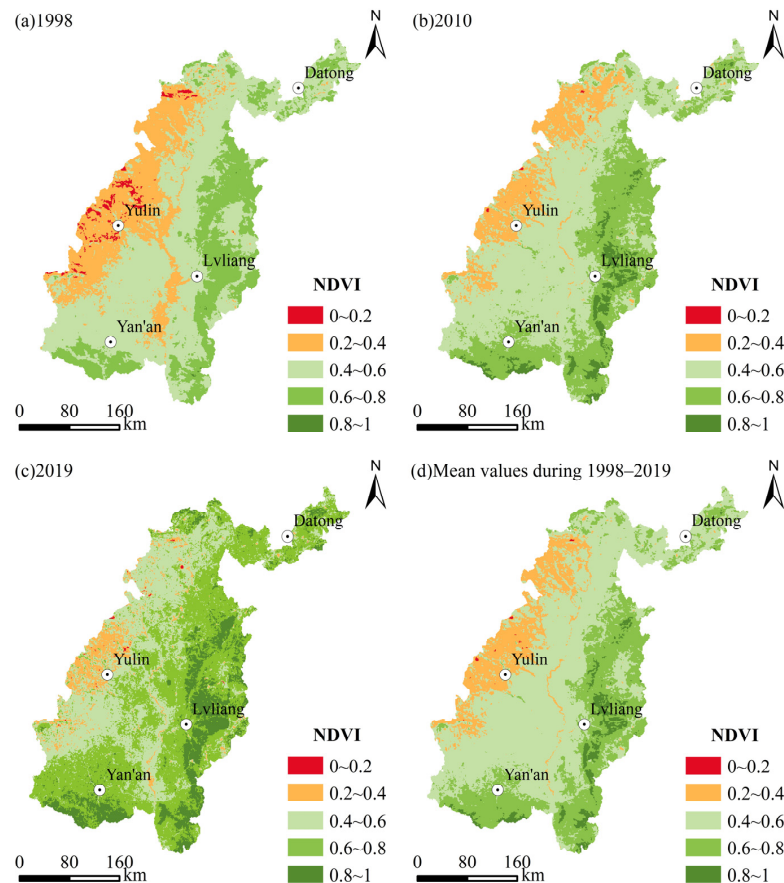 (a)1998
N
Datong
Yulin
Lvliang
Yan'an
NDVI
0~0.2
0.2~0.4
0.4~0.6
0.6~0.8
0.8~1
0 80 160
km
(b)2010
N
Datong
Yulin
Lvliang
Yan'an
NDVI
0~0.2
0.2~0.4
0.4~0.6
0.6~0.8
0.8~1
0 80 160
km
(c)2019
N
Datong
Yulin
Lvliang
Yan'an
NDVI
0~0.2
0.2~0.4
0.4~0.6
0.6~0.8
0.8~1
0 80 160
km
(d)Mean values during 1998–2019
N
Datong
Yulin
Lvliang
Yan'an
NDVI
0~0.2
0.2~0.4
0.4~0.6
0.6~0.8
0.8~1
0 80 160
km